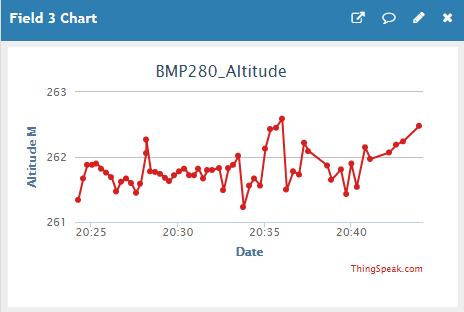 Field 3 Chart
BMP280_Altitude
Altitude M
263
262
261
20:25 20:30 20:35 20:40
Date
ThingSpeak.com